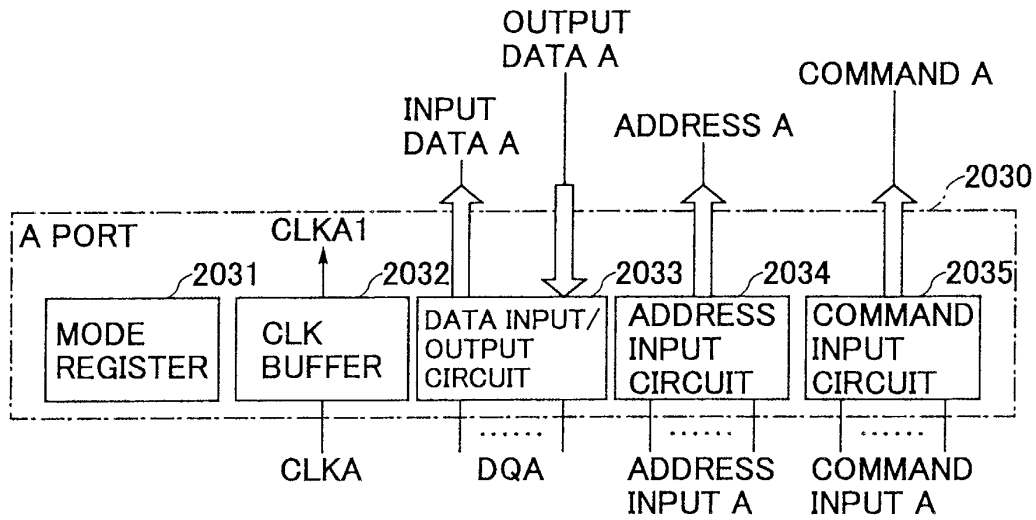 OUTPUT
DATA A
COMMAND A
INPUT
DATA A
ADDRESS A
2030
A PORT
CLKA1
2031
2032
2033
2034
2035
MODE
REGISTER
CLK
BUFFER
DATA INPUT/
OUTPUT
CIRCUIT
ADDRESS
INPUT
CIRCUIT
COMMAND
INPUT
CIRCUIT
CLKA
DQA
ADDRESS
INPUT A
COMMAND
INPUT A